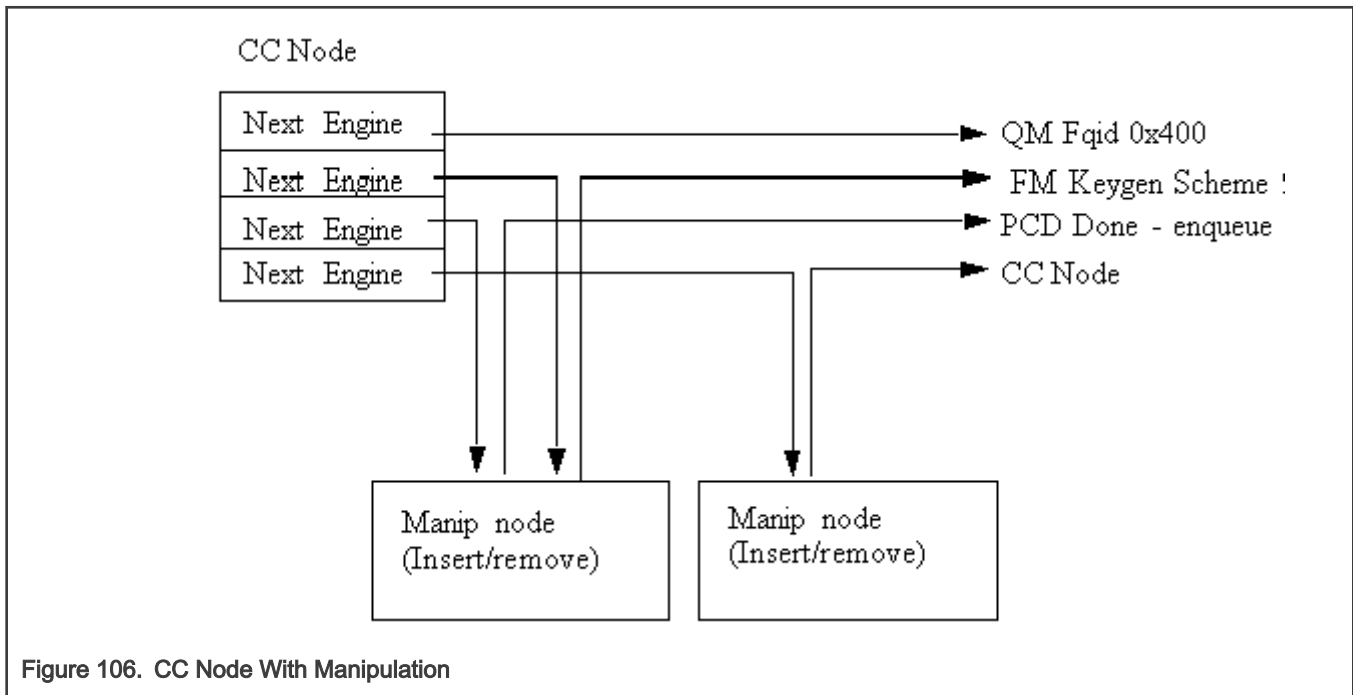 CC Node
Next Engine
Next Engine
Next Engine
Next Engine
QM Fqid 0x400
FM Keygen Scheme
PCD Done - enqueue
CC Node
Manip node
(Insert/remove)
Manip node
(Insert/remove)
Figure 106. CC Node With Manipulation